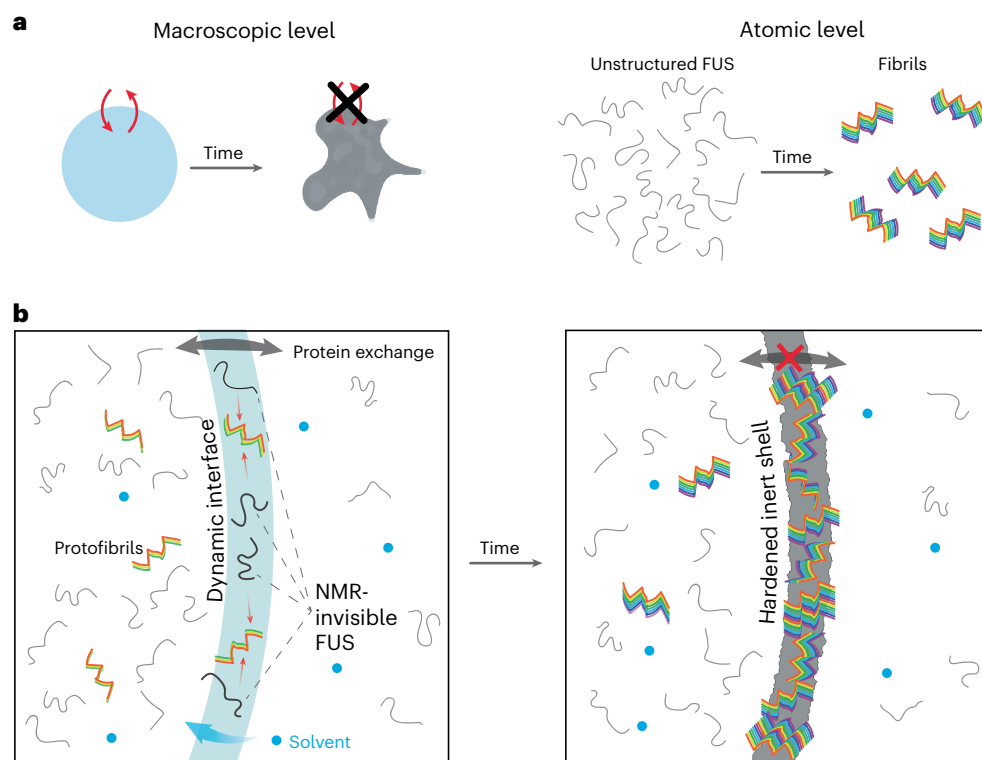 a
Macroscopic level
Time
Atomic level
Unstructured FUS
Fibrils
Time
b
Protein exchange
Dynamic interface
Protofibrils
NMR-
invisible
FUS
Solvent
Time
Hardened inert shell